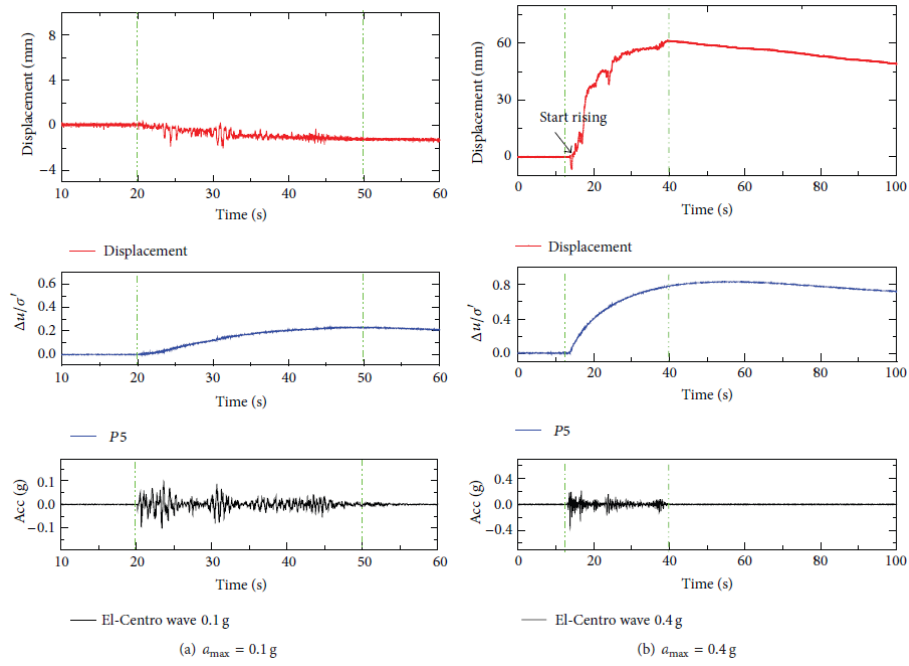 8
4
0
−4
Displacement (mm)
10 20 30 40 50 60
Time (s)
Displacement
0.6
0.4
0.2
0.0
Δu/σ′
10 20 30 40 50 60
Time (s)
P5
0.1
0.0
−0.1
Acc (g)
10 20 30 40 50 60
Time (s)
El-Centro wave 0.1 g
(a) amax = 0.1 g
60
30
0
Displacement (mm)
Start rising
0 20 40 60 80 100
Time (s)
Displacement
0.8
0.4
0.0
Δu/σ′
0 20 40 60 80 100
Time (s)
P5
0.4
0.0
−0.4
Acc (g)
0 20 40 60 80 100
Time (s)
El-Centro wave 0.4 g
(b) amax = 0.4 g